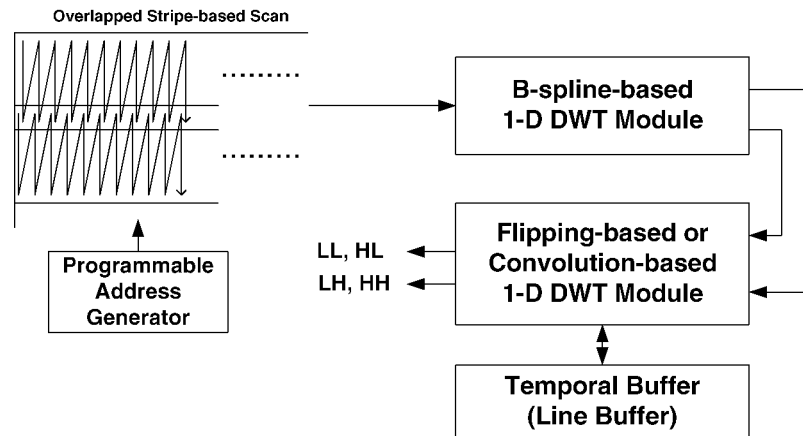 Overlapped Stripe-based Scan
B-spline-based
1-D DWT Module
Flipping-based or
Convolution-based
1-D DWT Module
LL, HL
LH, HH
Programmable
Address
Generator
Temporal Buffer
(Line Buffer)